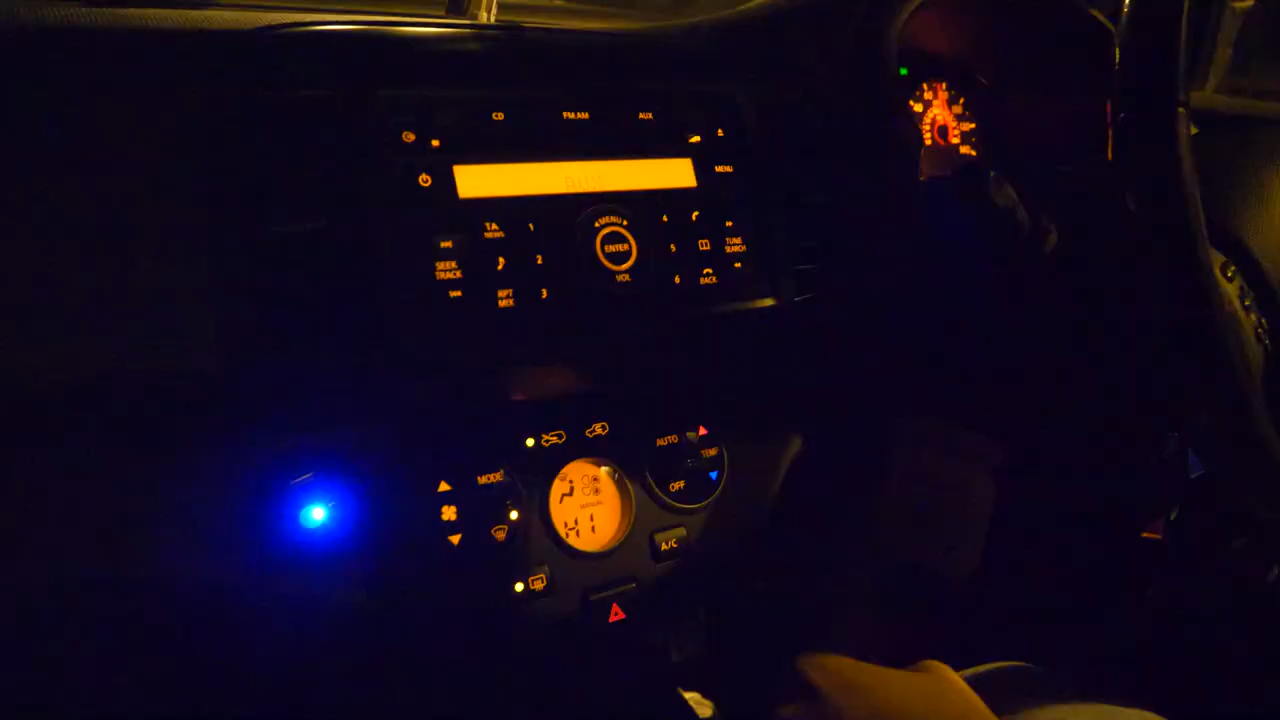 CD
FM·AM
AUX
AUX
MENU
TA
NEWS
1
MENU
4
2
ENTER
5
TUNE
SEARCH
SEEK
TRACK
VOL
6
BACK
RPT
MIX
3
AUTO
TEMP
MODE
OFF
MANUAL
HI
A/C